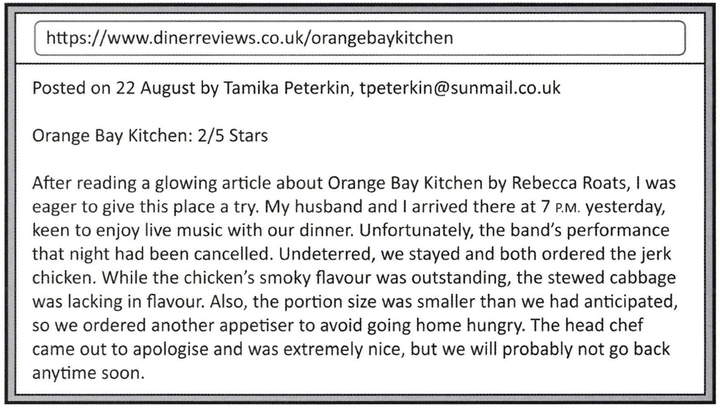 https://www.dinerreviews.co.uk/orangebaykitchen
Posted on 22 August by Tamika Peterkin, tpeterkin@sunmail.co.uk
Orange Bay Kitchen: 2/5 Stars
After reading a glowing article about Orange Bay Kitchen by Rebecca Roats, I was
eager to give this place a try. My husband and I arrived there at 7 P.M. yesterday,
keen to enjoy live music with our dinner. Unfortunately, the band's performance
that night had been cancelled. Undeterred, we stayed and both ordered the jerk
chicken. While the chicken's smoky flavour was outstanding, the stewed cabbage
was lacking in flavour. Also, the portion size was smaller than we had anticipated,
so we ordered another appetiser to avoid going home hungry. The head chef
came out to apologise and was extremely nice, but we will probably not go back
anytime soon.